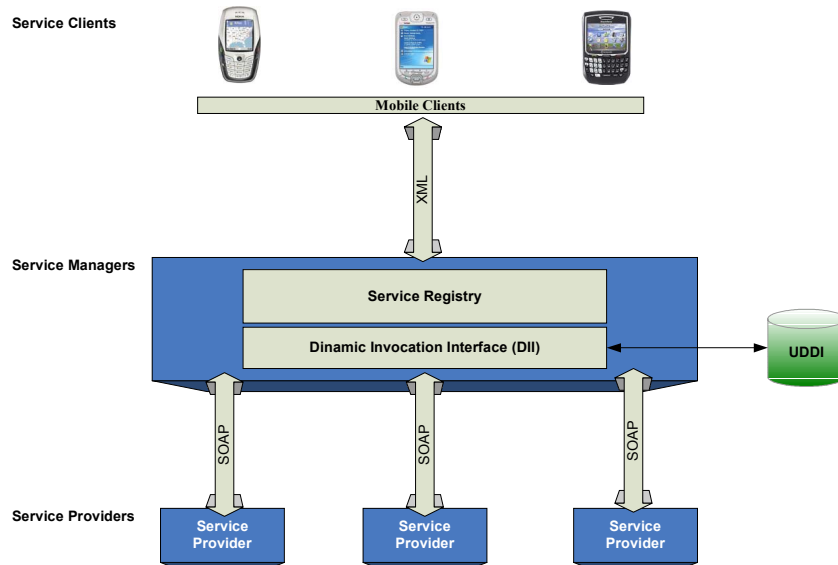 Service Clients
Mobile Clients
XML
Service Managers
Service Registry
Dinamic Invocation Interface (DII)
UDDI
SOAP
SOAP
SOAP
Service Providers
Service
Provider
Service
Provider
Service
Provider